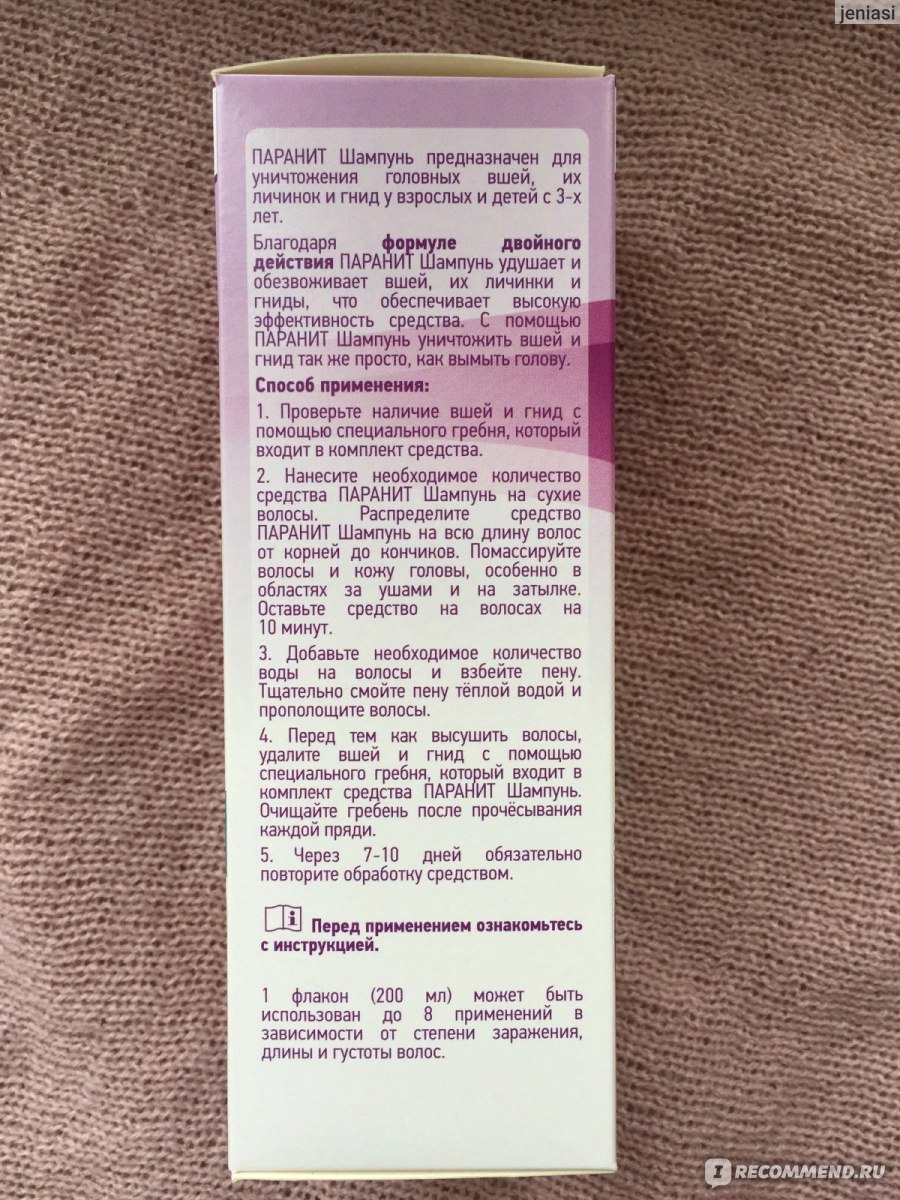 jeniasi
ПАРАНИТ Шампунь предназначен для
уничтожения головных вшей, их
личинок и гнид у взрослых и детей с 3-х
лет.
Благодаря формуле двойного
действия ПАРАНИТ Шампунь удушает и
обезвоживает вшей, их личинки и
гниды, что обеспечивает высокую
эффективность средства. С помощью
ПАРАНИТ Шампунь уничтожить вшей и
гнид так же просто, как вымыть голову.
Способ применения:
1. Проверьте наличие вшей и гнид с
помощью специального гребня, который
входит в комплект средства.
2. Нанесите необходимое количество
средства ПАРАНИТ Шампунь на сухие
волосы. Распределите средство
ПАРАНИТ Шампунь на всю длину волос
от корней до кончиков. Помассируйте
волосы и кожу головы, особенно в
областях за ушами и на затылке.
Оставьте средство на волосах на
10 минут.
3. Добавьте необходимое количество
воды на волосы и взбейте пену.
Тщательно смойте пену тёплой водой и
прополощите волосы.
4. Перед тем как высушить волосы,
удалите вшей и гнид с помощью
специального гребня, который входит в
комплект средства ПАРАНИТ Шампунь.
Очищайте гребень после прочёсывания
каждой пряди.
5. Через 7-10 дней обязательно
повторите обработку средством.
Перед применением ознакомьтесь
с инструкцией.
1 флакон (200 мл) может быть
использован до 8 применений в
зависимости от степени заражения,
длины и густоты волос.
IRECOMMEND.RU